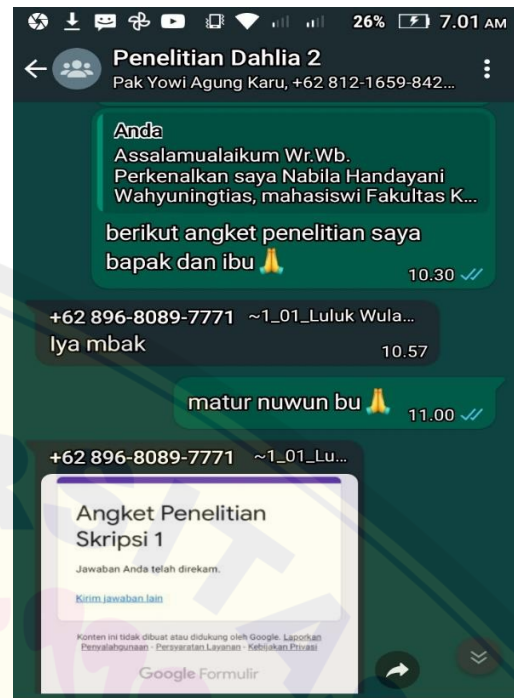 26% 7.01 AM
Penelitian Dahlia 2
Pak Yowi Agung Karu, +62 812-1659-842...
Anda
Assalamualaikum Wr.Wb.
Perkenalkan saya Nabila Handayani
Wahyuningtias, mahasiswi Fakultas K...
berikut angket penelitian saya
bapak dan ibu 🙏
10.30
+62 896-8089-7771 ~1_01_Luluk Wula...
Iya mbak
10.57
matur nuwun bu 🙏 11.00
+62 896-8089-7771 ~1_01_Lu...
Angket Penelitian
Skripsi 1
Jawaban Anda telah direkam.
Kirim jawaban lain
Konten ini tidak dibuat atau didukung oleh Google. Laporkan
Penyalahgunaan - Persyaratan Layanan - Kebijakan Privasi
Google Formulir